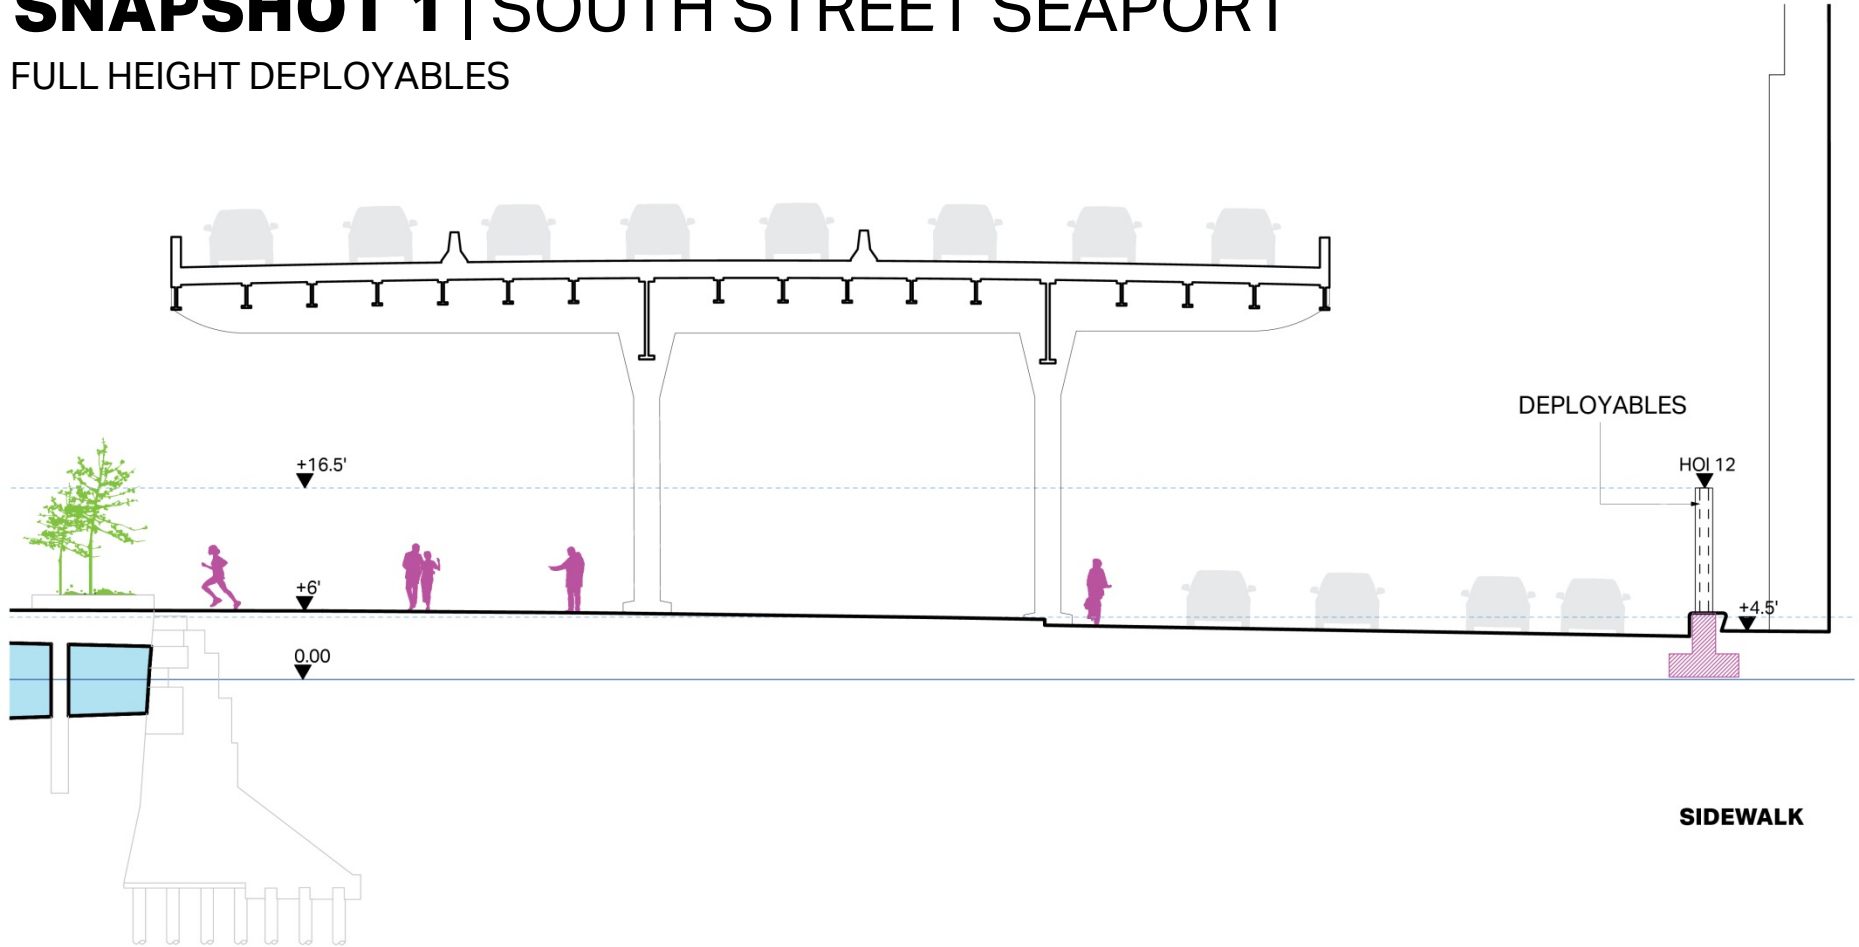 SNAPSHOT 1 | SOUTH STREET SEAPORT
FULL HEIGHT DEPLOYABLES
DEPLOYABLES
+16.5'
HOI 12
+6'
+4.5'
0.00
SIDEWALK